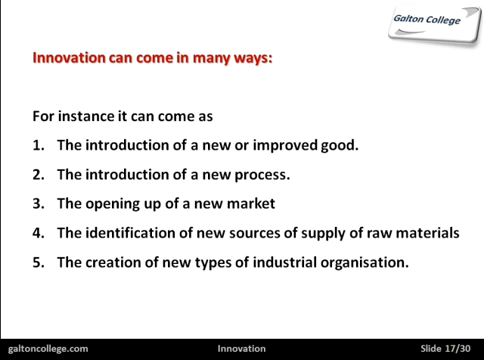 Galton College
Innovation can come in many ways:
For instance it can come as
1. The introduction of a new or improved good.
2. The introduction of a new process.
3. The opening up of a new market
4. The identification of new sources of supply of raw materials
5. The creation of new types of industrial organisation.
galtoncollege.com Innovation Slide 17/30